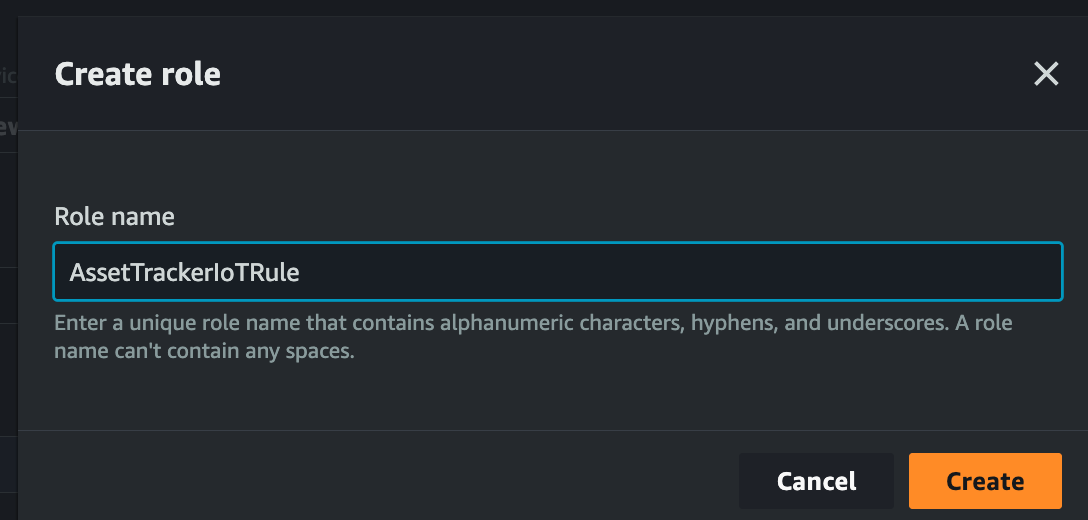 Create role
Role name
AssetTrackerIoTRule
Enter a unique role name that contains alphanumeric characters, hyphens, and underscores. A role
name can't contain any spaces.
Cancel
Create